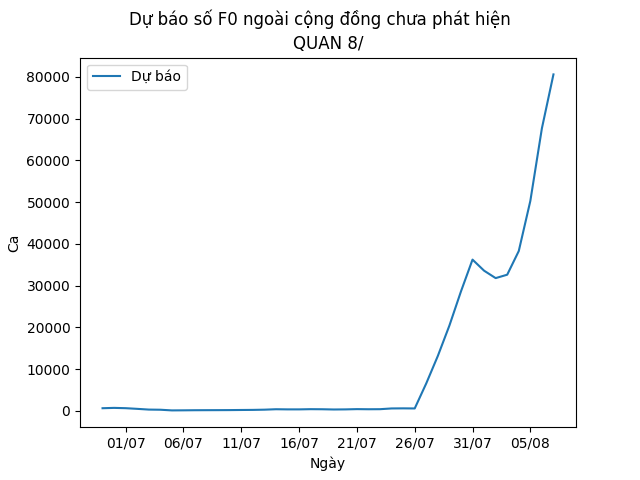 Dự báo số F0 ngoài cộng đồng chưa phát hiện
QUAN 8/
Dự báo
80000
70000
60000
50000
40000
30000
20000
10000
0
Ca
01/07 06/07 11/07 16/07 21/07 26/07 31/07 05/08
Ngày